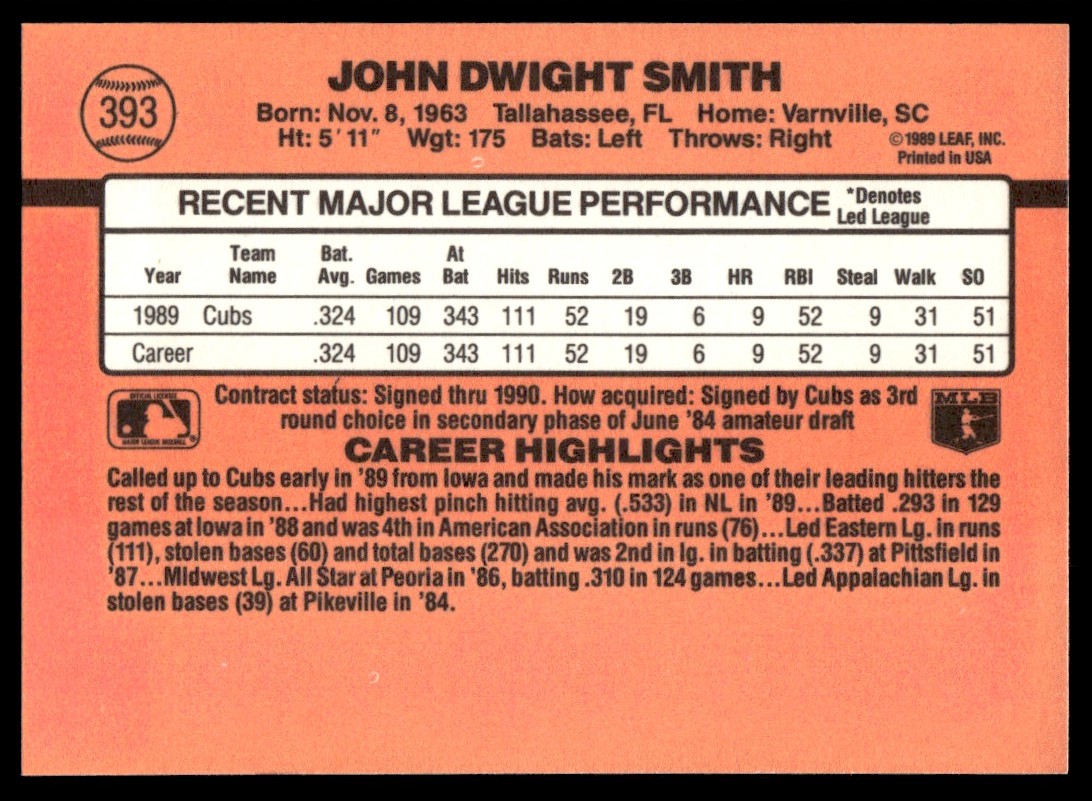 JOHN DWIGHT SMITH
393
Born: Nov. 8, 1963 Tallahassee, FL Home: Varnville, SC
Ht: 5' 11" Wgt: 175 Bats: Left Throws: Right
©1989 LEAF, INC.
Printed in USA
RECENT MAJOR LEAGUE PERFORMANCE
*Denotes
Led League
Year Team Name Bat. Avg. Games At Bat Hits Runs 2B 3B HR RBI Steal Walk SO
1989 Cubs .324 109 343 111 52 19 6 9 52 9 31 51
Career .324 109 343 111 52 19 6 9 52 9 31 51
Contract status: Signed thru 1990. How acquired: Signed by Cubs as 3rd
round choice in secondary phase of June '84 amateur draft
OFFICIAL LICENSEE
MAJOR LEAGUE BASEBALL
®
MLB
CAREER HIGHLIGHTS
Called up to Cubs early in '89 from Iowa and made his mark as one of their leading hitters the
rest of the season...Had highest pinch hitting avg. (.533) in NL in '89...Batted .293 in 129
games at Iowa in '88 and was 4th in American Association in runs (76)...Led Eastern Lg. in runs
(111), stolen bases (60) and total bases (270) and was 2nd in lg. in batting (.337) at Pittsfield in
'87...Midwest Lg. All Star at Peoria in '86, batting .310 in 124 games...Led Appalachian Lg. in
stolen bases (39) at Pikeville in '84.